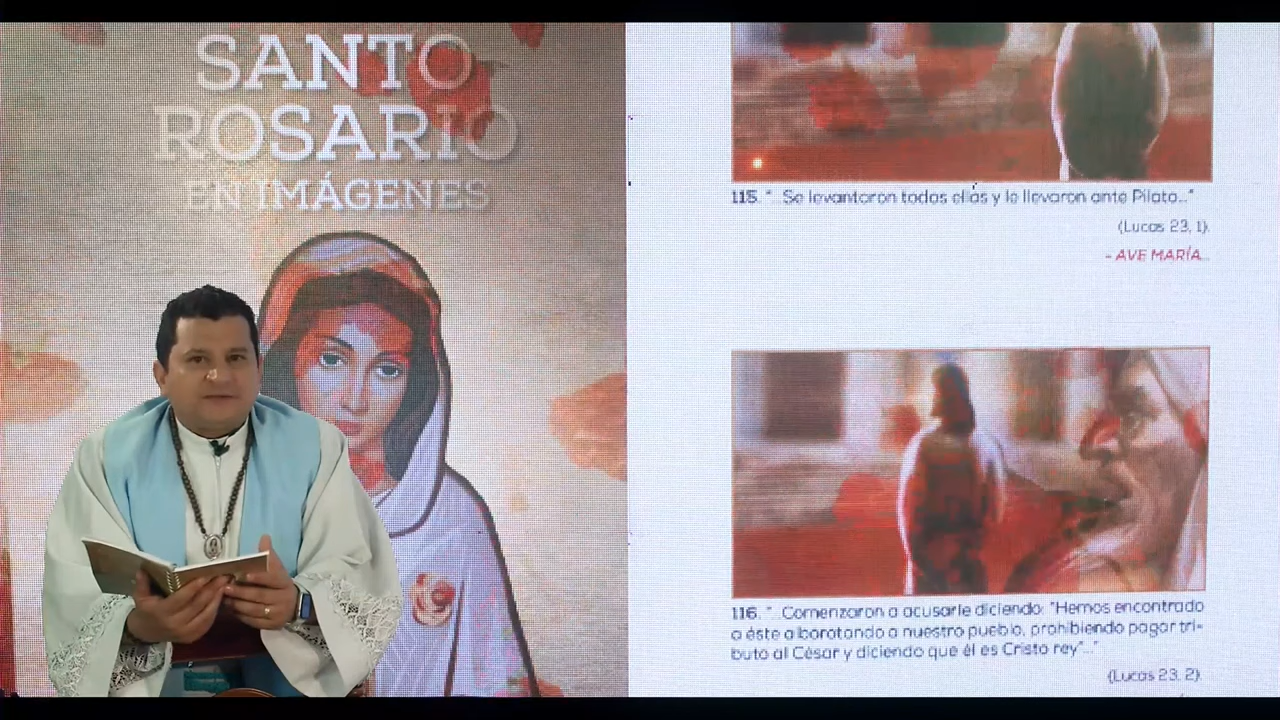 SANTO
ROSARIO
EN IMÁGENES
115. "...Se levantaron todos ellos y le llevaron ante Pilato..."
(Lucas 23, 1).
- AVE MARÍA...
116. "...Comenzaron a acusarle diciendo: "Hemos encontrado
a éste alborotando a nuestro pueblo, prohibiendo pagar tri-
buto al César y diciendo que él es Cristo rey"..."
(Lucas 23, 2).